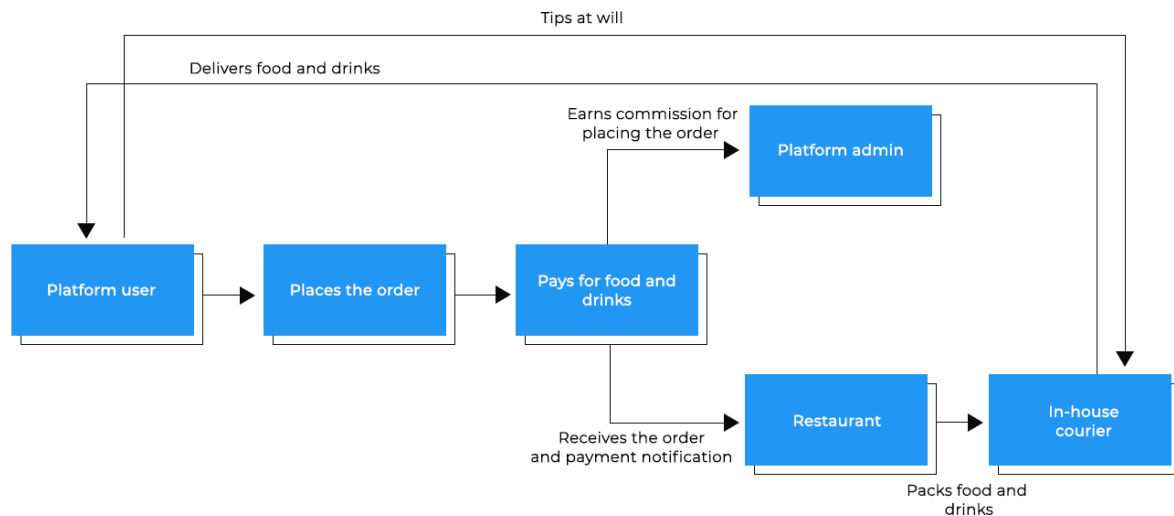 Tips at will
Delivers food and drinks
Earns commission for
placing the order
Platform admin
Platform user
Places the order
Pays for food and
drinks
Restaurant
In-house
courier
Receives the order
and payment notification
Packs food and
drinks